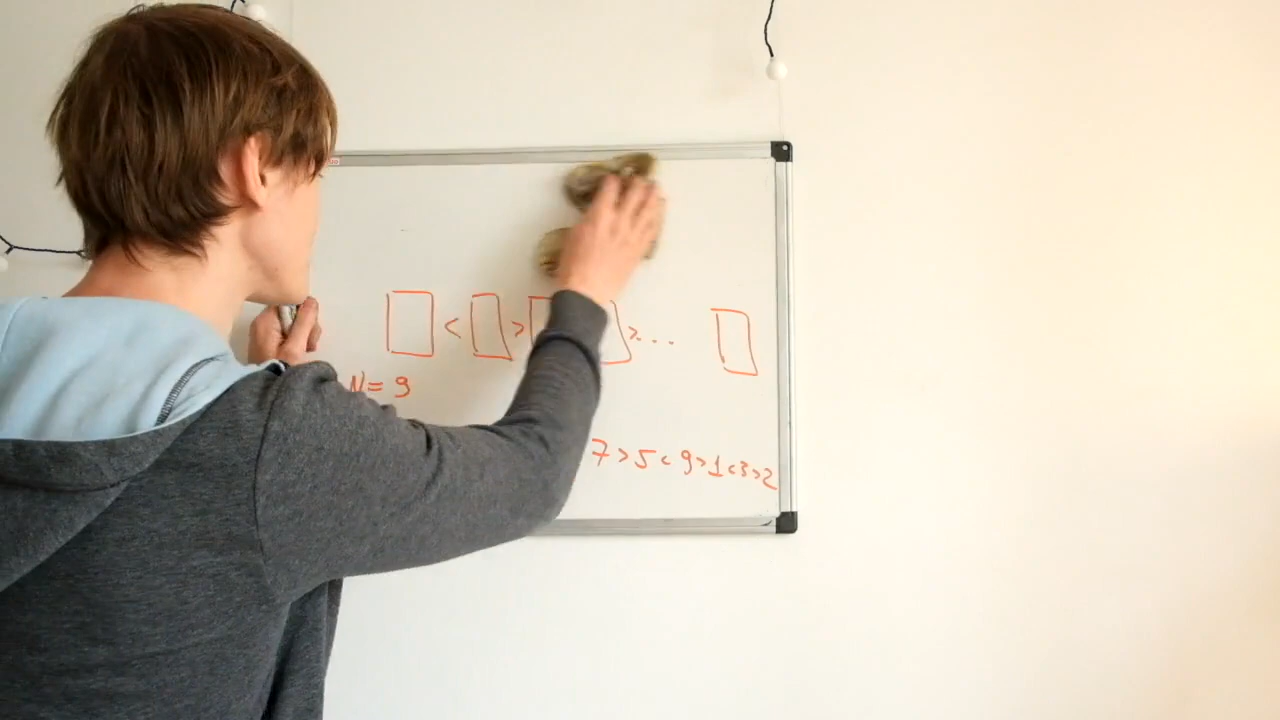 < > > ...
N = 9
7 > 5 < 9 > 1 < 3 > 2